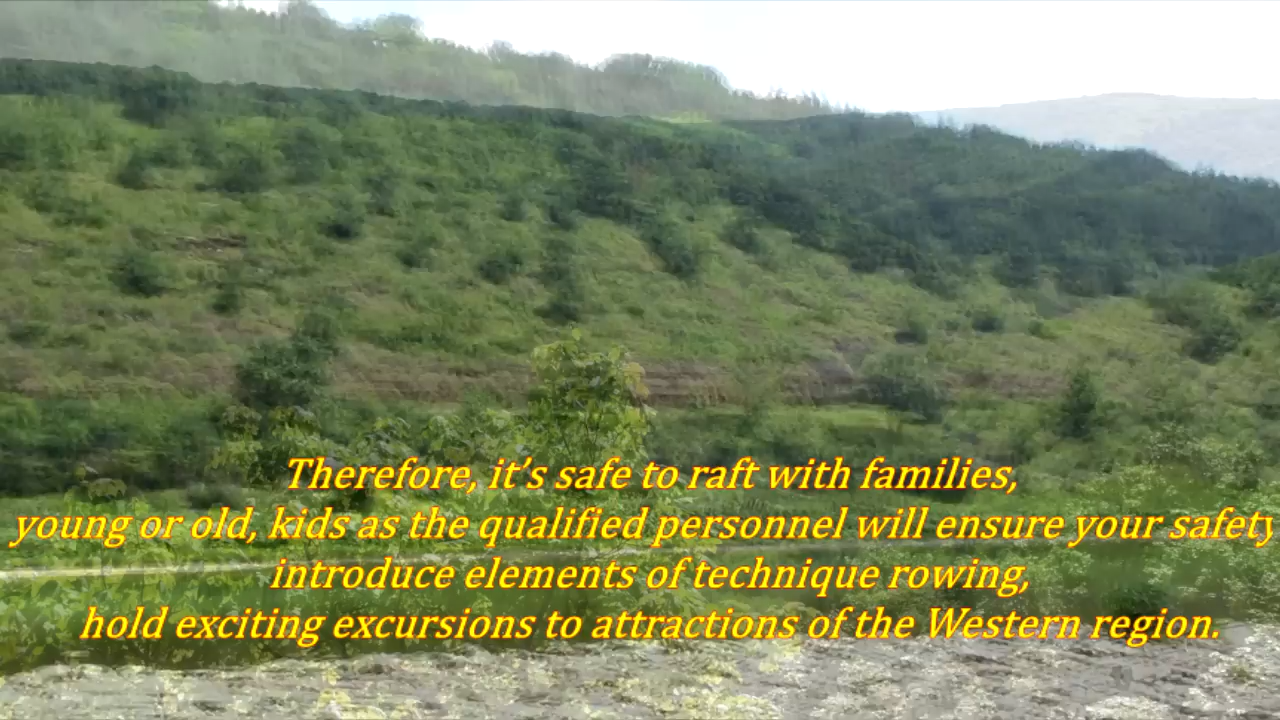 Therefore, it's safe to raft with families,
young or old, kids as the qualified personnel will ensure your safety
introduce elements of technique rowing,
hold exciting excursions to attractions of the Western region.